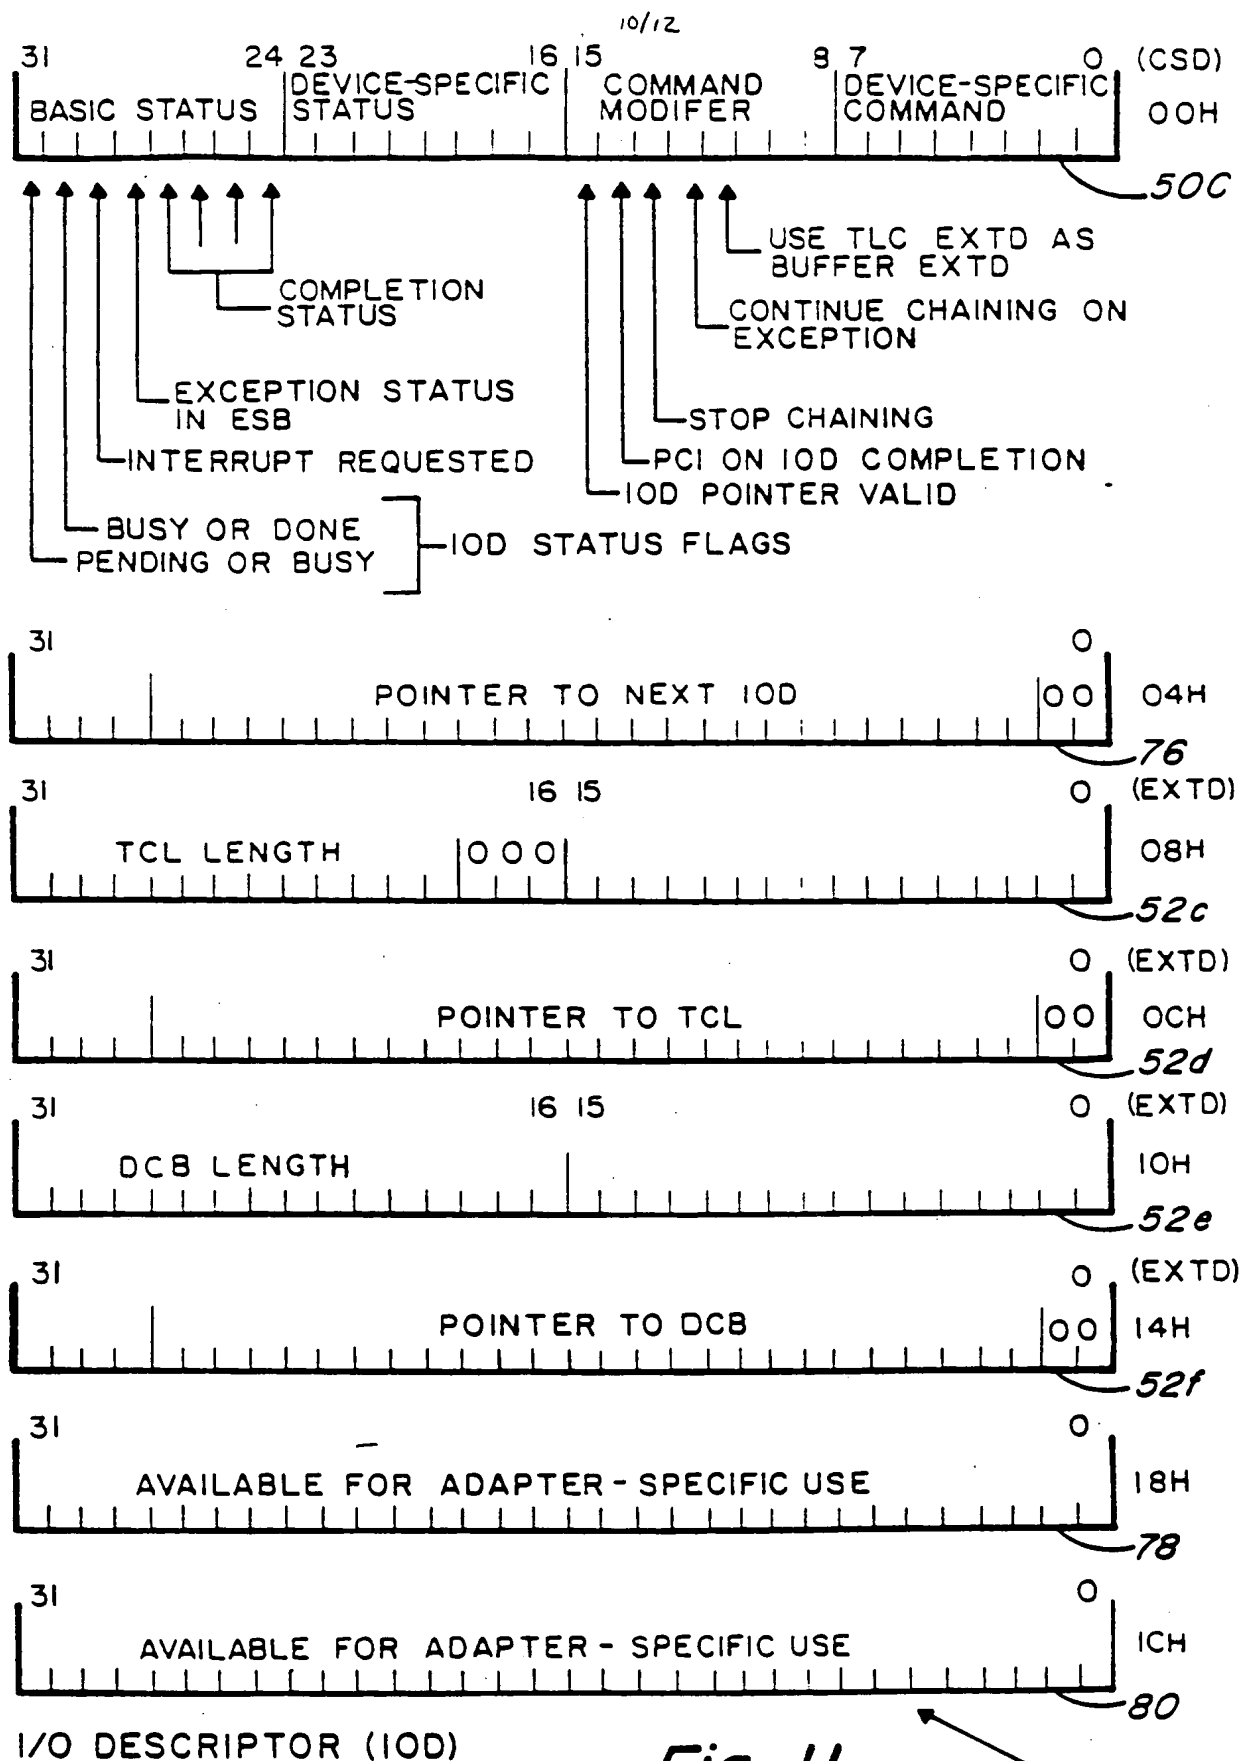 10/12
31 24 23 16 15 8 7 0 (CSD)
BASIC STATUS DEVICE-SPECIFIC STATUS COMMAND MODIFER DEVICE-SPECIFIC COMMAND 00H
50C
USE TLC EXTD AS
BUFFER EXTD
COMPLETION
STATUS
CONTINUE CHAINING ON
EXCEPTION
EXCEPTION STATUS
IN ESB
STOP CHAINING
INTERRUPT REQUESTED
PCI ON IOD COMPLETION
IOD POINTER VALID
BUSY OR DONE
PENDING OR BUSY
IOD STATUS FLAGS
31 0
POINTER TO NEXT IOD 00 04H
76
31 16 15 0 (EXTD)
TCL LENGTH 000 08H
52c
31 0 (EXTD)
POINTER TO TCL 00 0CH
52d
31 16 15 0 (EXTD)
DCB LENGTH 10H
52e
31 0 (EXTD)
POINTER TO DCB 00 14H
52f
31 0
AVAILABLE FOR ADAPTER-SPECIFIC USE 18H
78
31 0
AVAILABLE FOR ADAPTER-SPECIFIC USE 1CH
80
I/O DESCRIPTOR (IOD)
Fig. 11